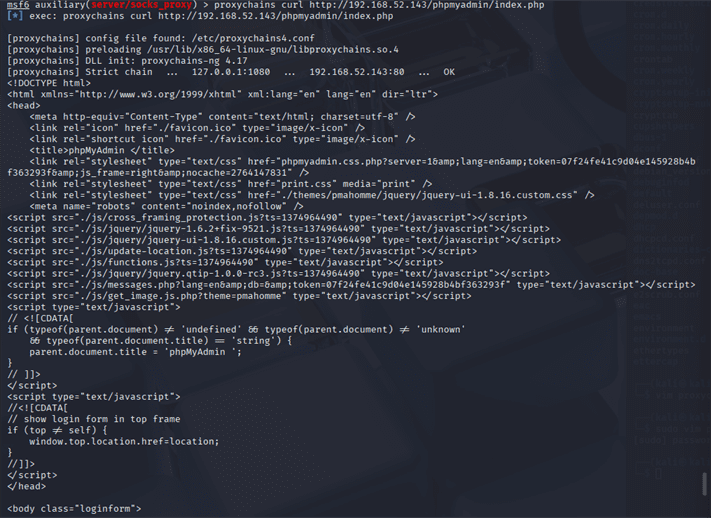 msf6 auxiliary(server/socks_proxy) > proxychains curl http://192.168.52.143/phpmyadmin/index.php
[*] exec: proxychains curl http://192.168.52.143/phpmyadmin/index.php
[proxychains] config file found: /etc/proxychains4.conf
[proxychains] preloading /usr/lib/x86_64-linux-gnu/libproxychains.so.4
[proxychains] DLL init: proxychains-ng 4.17
[proxychains] Strict chain  ...  127.0.0.1:1080  ...  192.168.52.143:80  ...  OK
<!DOCTYPE html>
<html xmlns="http://www.w3.org/1999/xhtml" xml:lang="en" lang="en" dir="ltr">
<head>
    <meta http-equiv="Content-Type" content="text/html; charset=utf-8" />
    <link rel="icon" href="./favicon.ico" type="image/x-icon" />
    <link rel="shortcut icon" href="./favicon.ico" type="image/x-icon" />
    <title>phpMyAdmin </title>
    <link rel="stylesheet" type="text/css" href="phpmyadmin.css.php?server=1&amp;lang=en&amp;token=07f24fe41c9d04e145928b4b
f363293f&amp;js_frame=right&amp;nocache=2764147831" />
    <link rel="stylesheet" type="text/css" href="print.css" media="print" />
    <link rel="stylesheet" type="text/css" href="./themes/pmahomme/jquery/jquery-ui-1.8.16.custom.css" />
    <meta name="robots" content="noindex,nofollow" />
<script src="./js/cross_framing_protection.js?ts=1374964490" type="text/javascript"></script>
<script src="./js/jquery/jquery-1.6.2+fix-9521.js?ts=1374964490" type="text/javascript"></script>
<script src="./js/jquery/jquery-ui-1.8.16.custom.js?ts=1374964490" type="text/javascript"></script>
<script src="./js/update-location.js?ts=1374964490" type="text/javascript"></script>
<script src="./js/functions.js?ts=1374964490" type="text/javascript"></script>
<script src="./js/jquery/jquery.qtip-1.0.0-rc3.js?ts=1374964490" type="text/javascript"></script>
<script src="./js/messages.php?lang=en&amp;db=&amp;token=07f24fe41c9d04e145928b4bf363293f" type="text/javascript"></script>
<script src="./js/get_image.js.php?theme=pmahomme" type="text/javascript"></script>
<script type="text/javascript">
// <![CDATA[
if (typeof(parent.document) != 'undefined' && typeof(parent.document) != 'unknown'
    && typeof(parent.document.title) == 'string') {
    parent.document.title = 'phpMyAdmin ';
}
// ]]>
</script>
<script type="text/javascript">
//<![CDATA[
// show login form in top frame
if (top != self) {
    window.top.location.href=location;
}
//]]>
</script>
</head>
<body class="loginform">